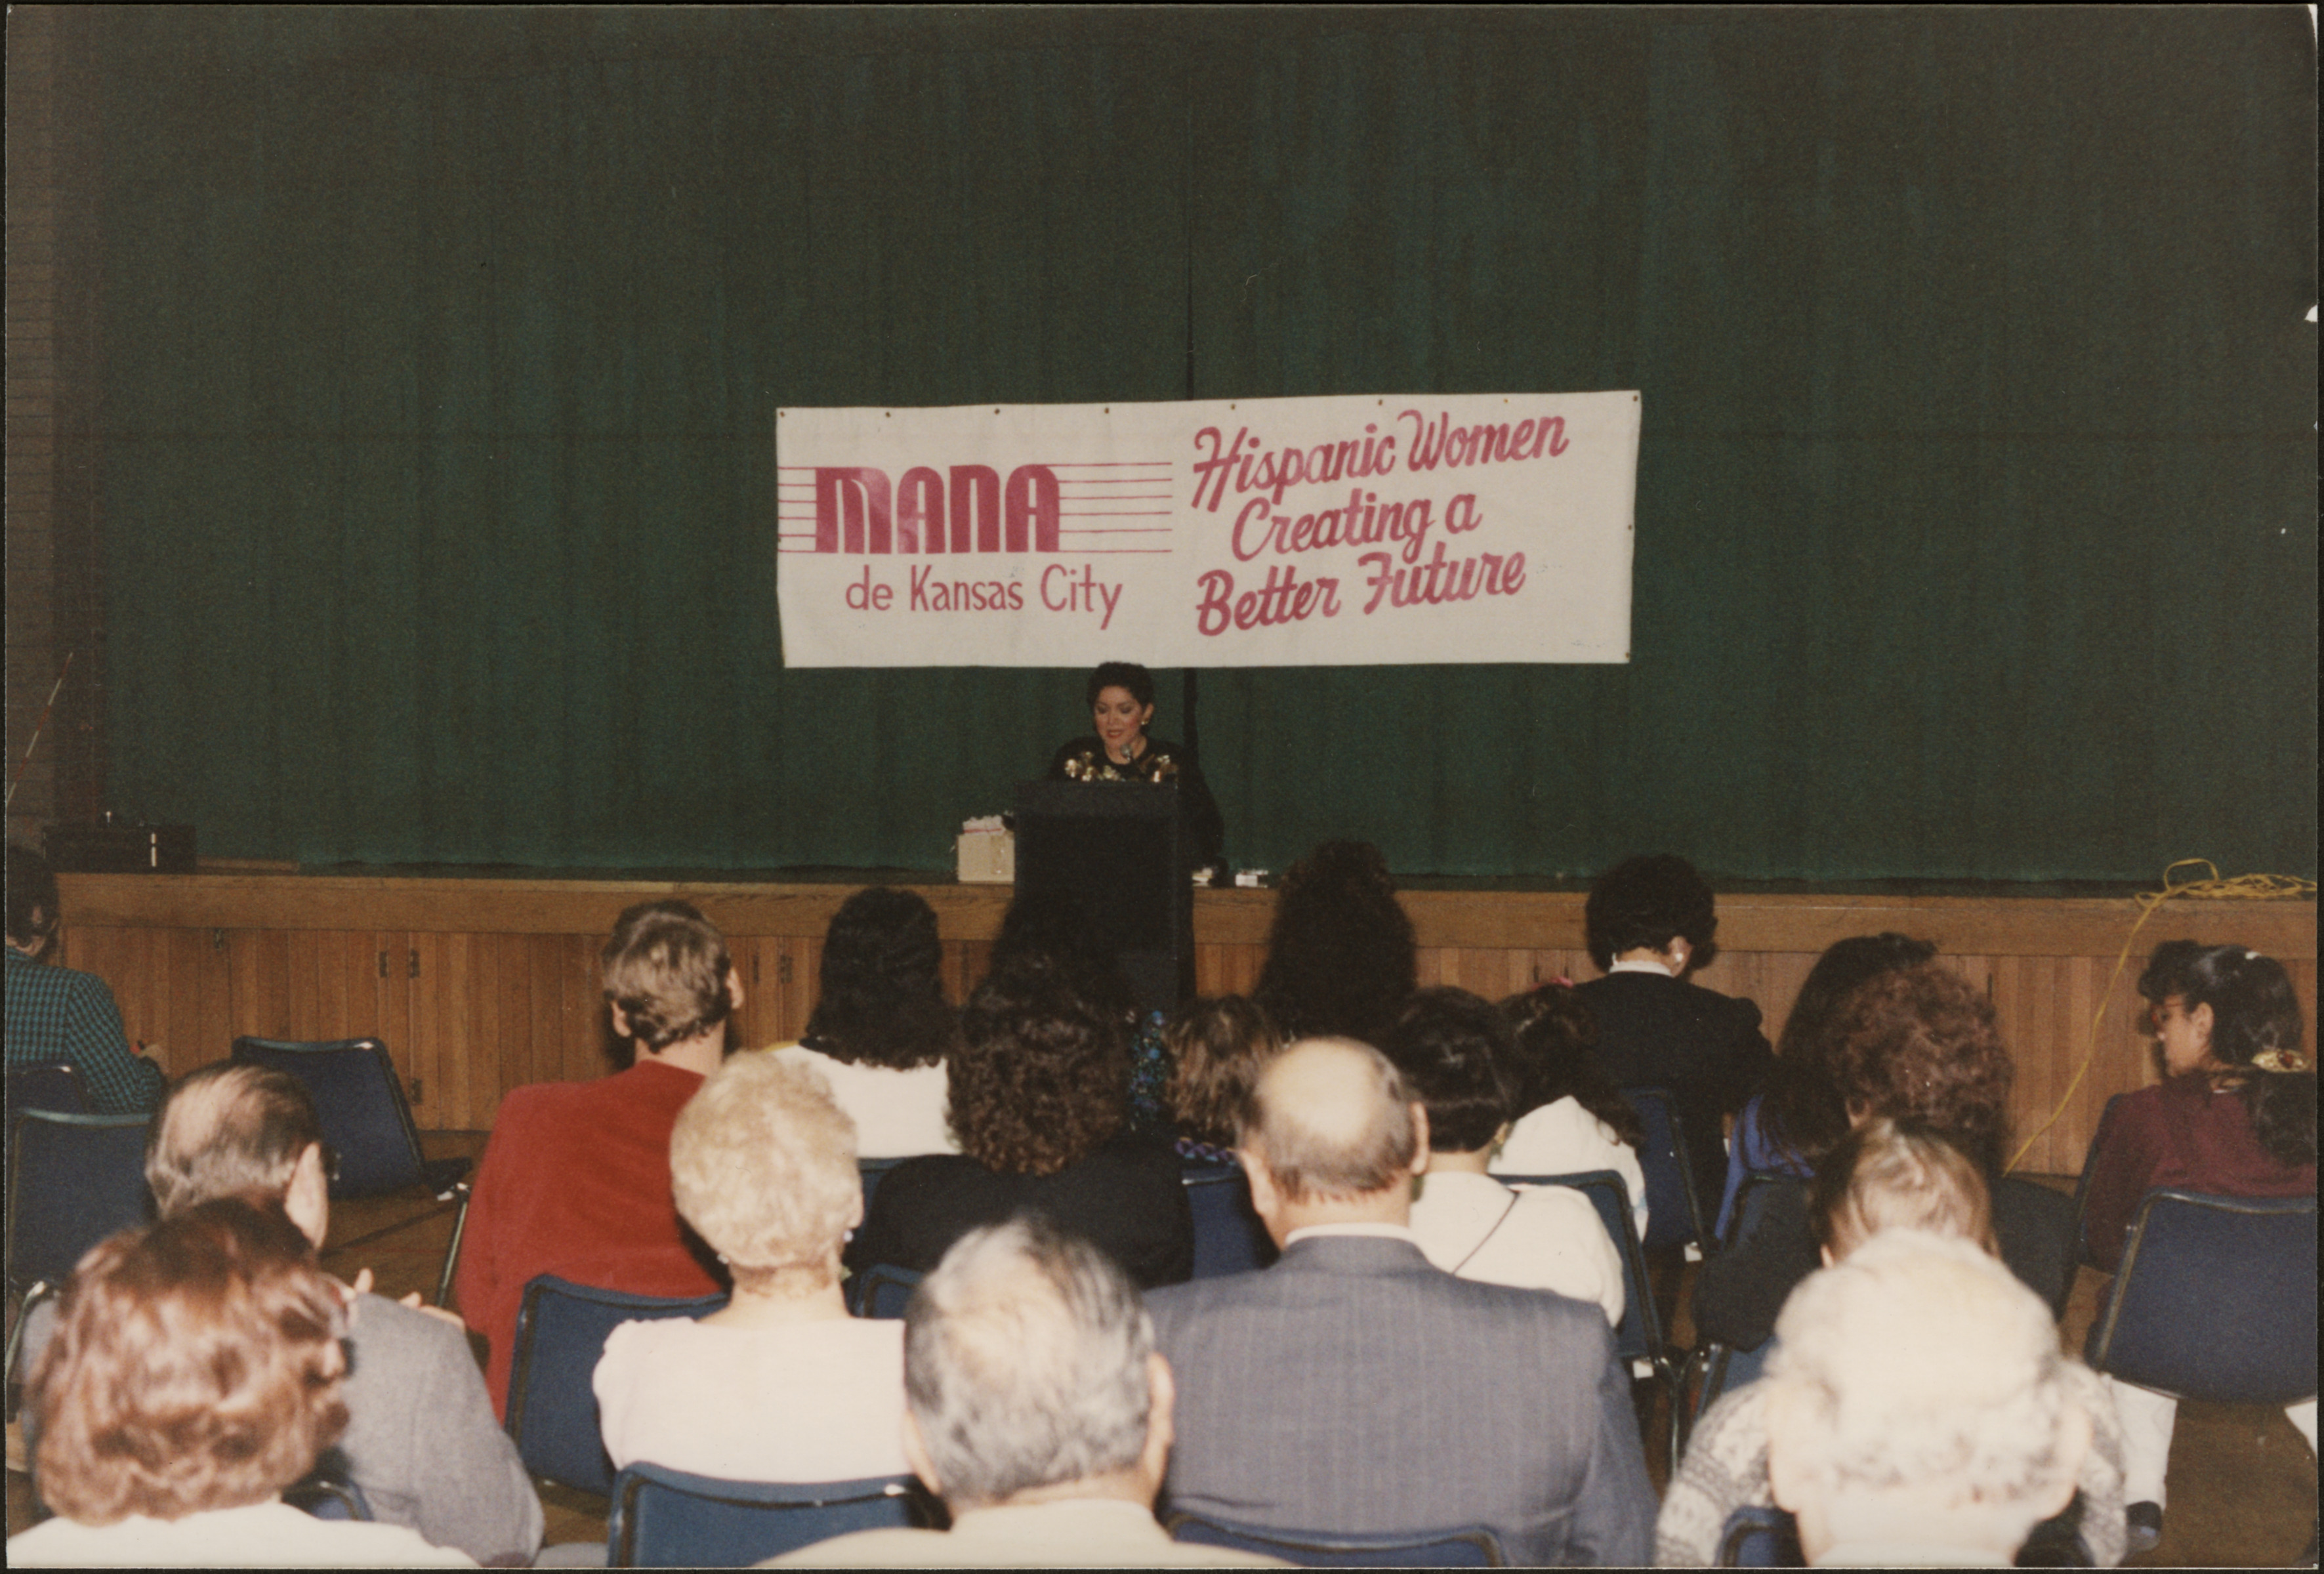 MANA
de Kansas City
Hispanic Women
Creating a
Better Future